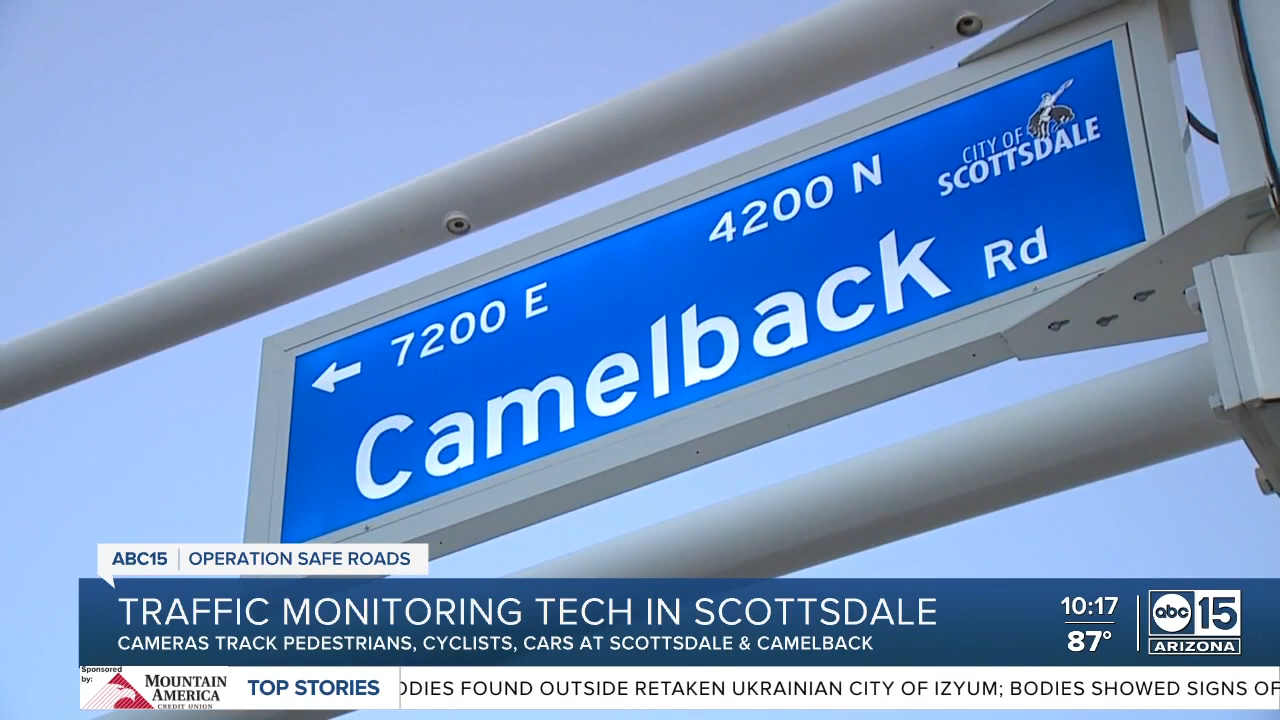 CITY OF
SCOTTSDALE
← 7200 E
4200 N
Camelback Rd
ABC15 | OPERATION SAFE ROADS
TRAFFIC MONITORING TECH IN SCOTTSDALE
CAMERAS TRACK PEDESTRIANS, CYCLISTS, CARS AT SCOTTSDALE & CAMELBACK
10:17
87°
abc 15
ARIZONA
Sponsored
by:
MOUNTAIN
AMERICA
CREDIT UNION
TOP STORIES
ODIES FOUND OUTSIDE RETAKEN UKRAINIAN CITY OF IZYUM; BODIES SHOWED SIGNS OF